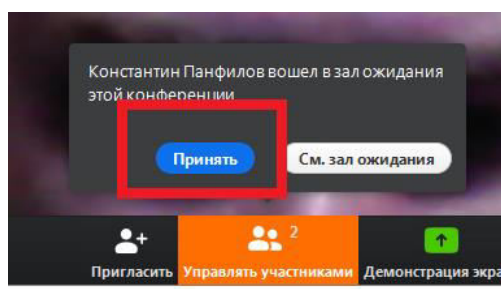 Константин Панфилов вошел в зал ожидания
этой конференции
Принять
См. зал ожидания
2
Пригласить
Управлять участниками
Демонстрация экра